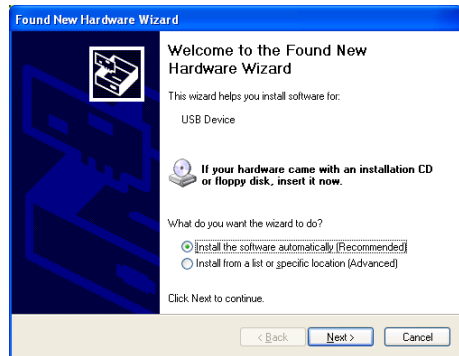 Found New Hardware Wizard
Welcome to the Found New
Hardware Wizard
This wizard helps you install software for:
USB Device
If your hardware came with an installation CD
or floppy disk, insert it now.
What do you want the wizard to do?
Install the software automatically (Recommended)
Install from a list or specific location (Advanced)
Click Next to continue.
< Back Next > Cancel